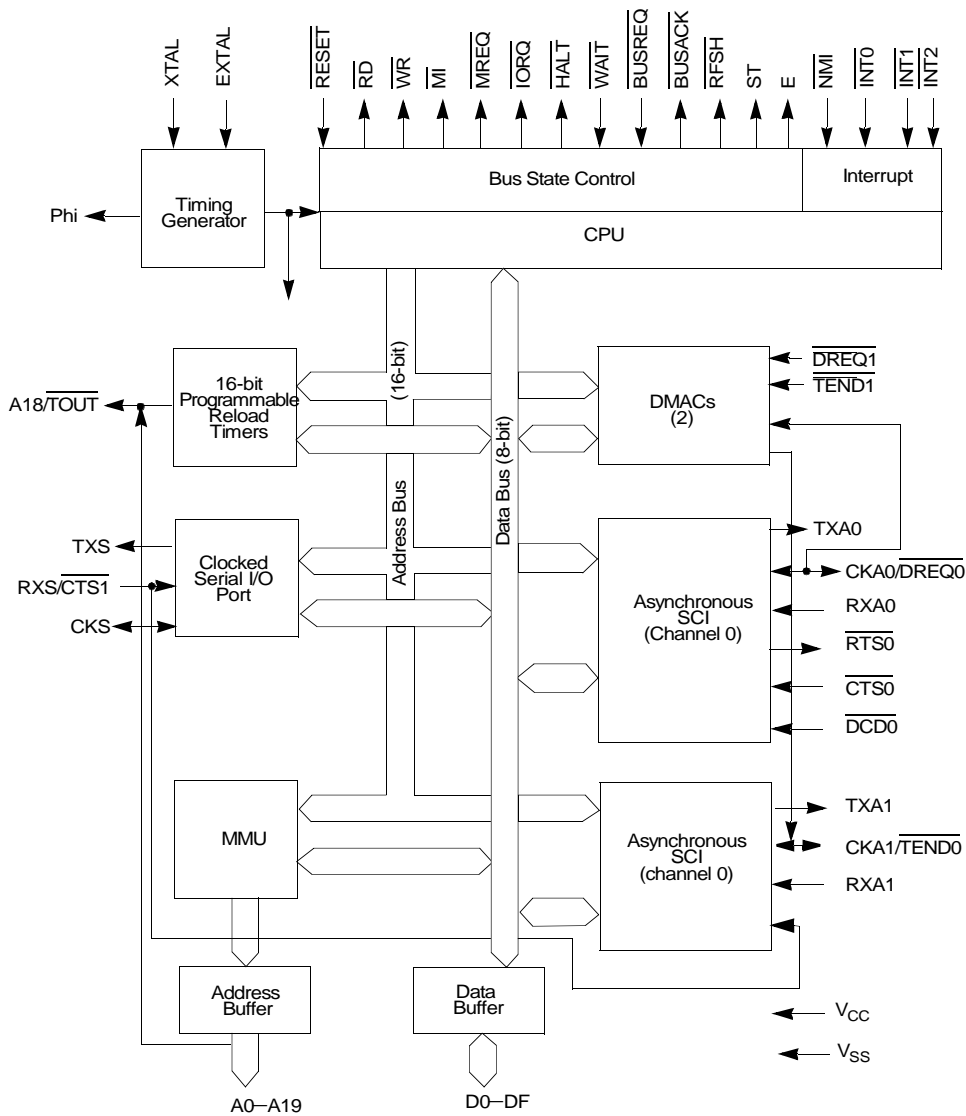 XTAL
EXTAL
RESET
RD
WR
MI
MREQ
IORQ
HALT
WAIT
BUSREQ
BUSACK
RFSH
ST
E
NMI
INT0
INT1
INT2
Timing
Generator
Bus State Control
Interrupt
Phi
CPU
16-bit
Programmable
Reload
Timers
(16-bit)
Address Bus
Data Bus (8-bit)
DMACs
(2)
DREQ1
TEND1
A18/TOUT
TXS
RXS/CTS1
CKS
Clocked
Serial I/O
Port
Asynchronous
SCI
(Channel 0)
TXA0
CKA0/DREQ0
RXA0
RTS0
CTS0
DCD0
MMU
Asynchronous
SCI
(channel 0)
TXA1
CKA1/TEND0
RXA1
Address
Buffer
Data
Buffer
VCC
VSS
A0–A19
D0–DF